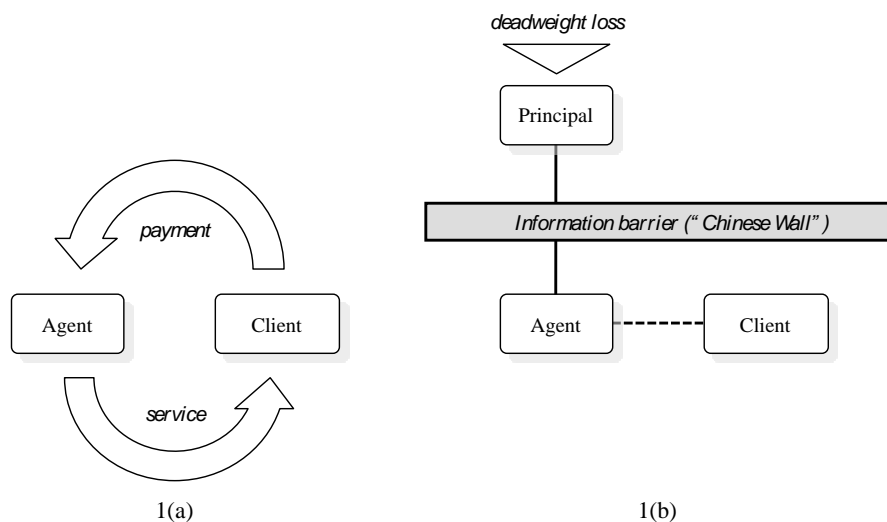 deadweight loss
Principal
Information barrier (“Chinese Wall”)
payment
Agent
Client
Agent
Client
service
1(a)
1(b)